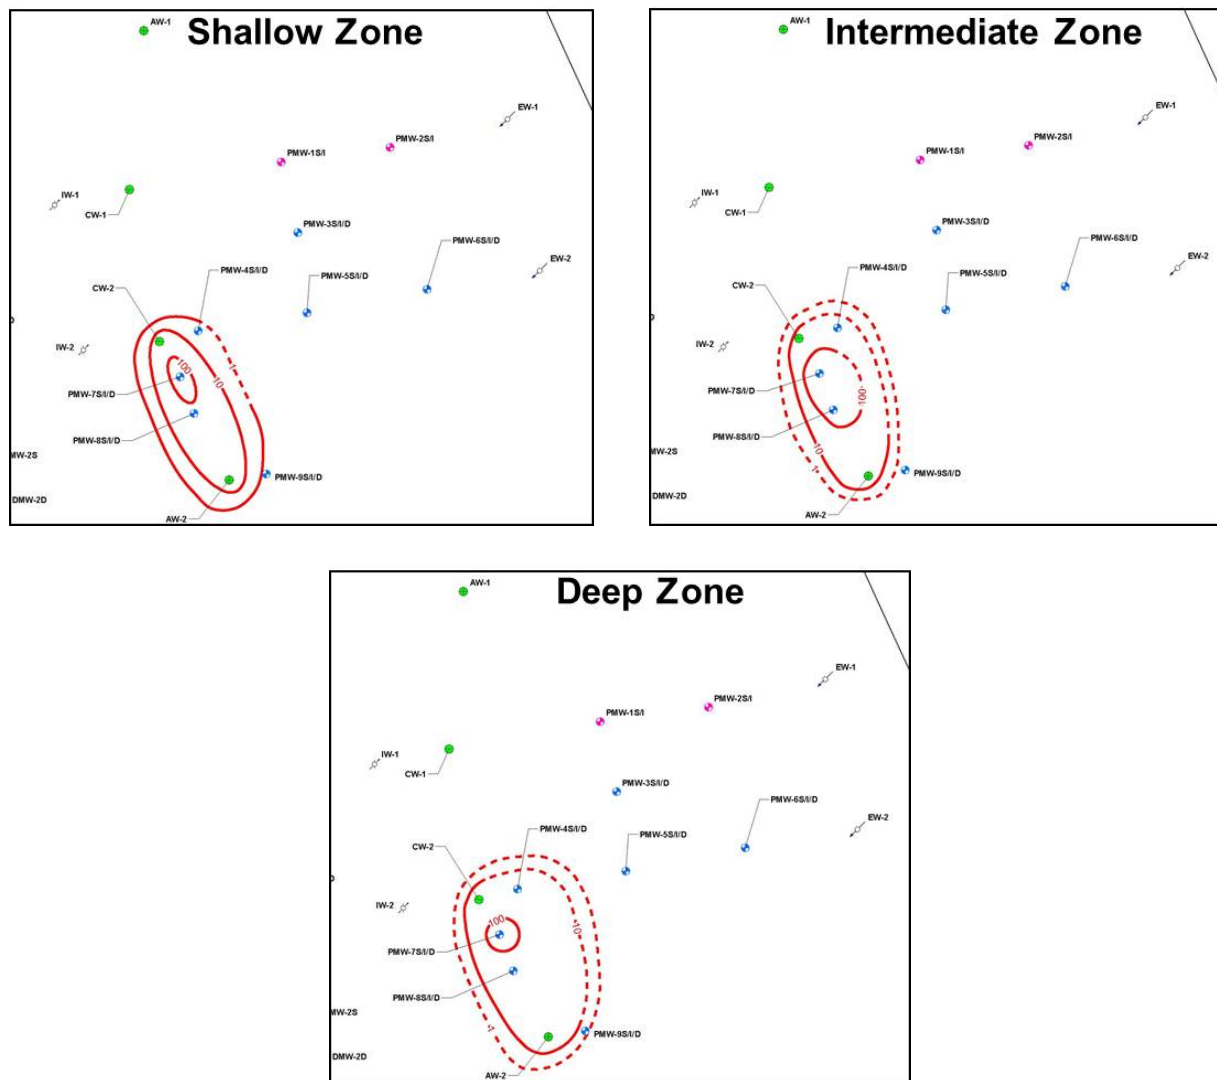 Shallow Zone
AW-1
EW-1
PMW-2S/I
PMW-1S/I
IW-1
CW-1
PMW-3S/I/D
PMW-6S/I/D
EW-2
PMW-4S/I/D
PMW-5S/I/D
CW-2
IW-2
1
100
10
PMW-7S/I/D
PMW-8S/I/D
MW-2S
PMW-9S/I/D
DMW-2D
AW-2
Intermediate Zone
AW-1
EW-1
PMW-2S/I
PMW-1S/I
IW-1
CW-1
PMW-3S/I/D
PMW-6S/I/D
EW-2
PMW-4S/I/D
PMW-5S/I/D
CW-2
IW-2
PMW-7S/I/D
100
PMW-8S/I/D
10
MW-2S
1
PMW-9S/I/D
DMW-2D
AW-2
Deep Zone
AW-1
EW-1
PMW-2S/I
PMW-1S/I
IW-1
CW-1
PMW-3S/I/D
PMW-6S/I/D
EW-2
PMW-4S/I/D
PMW-5S/I/D
CW-2
IW-2
100
10
PMW-7S/I/D
PMW-8S/I/D
MW-2S
1
PMW-9S/I/D
DMW-2D
AW-2